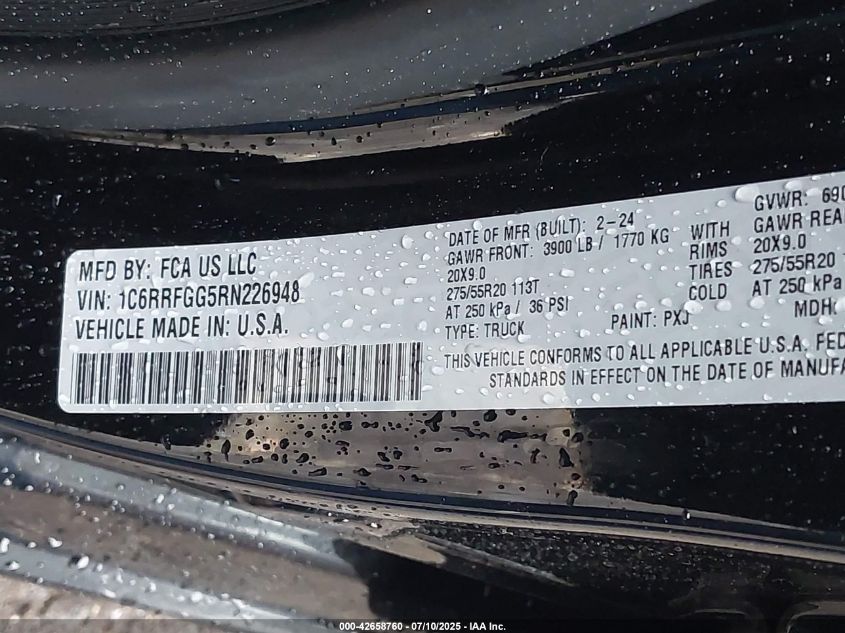 MFD BY: FCA US LLC
VIN: 1C6RRFGG5RN226948
VEHICLE MADE IN: U.S.A.
DATE OF MFR (BUILT): 2-24
GAWR FRONT: 3900 LB / 1770 KG
20X9.0
275/55R20 113T
AT 250 kPa / 36 PSI
TYPE: TRUCK
PAINT: PXJ
WITH
RIMS
TIRES
COLD
GVWR: 690
GAWR REA
20X9.0
275/55R20
AT 250 kPa
MDH:
THIS VEHICLE CONFORMS TO ALL APPLICABLE U.S.A. FED
STANDARDS IN EFFECT ON THE DATE OF MANUFA
000-42658760 - 07/10/2025 - IAA Inc.